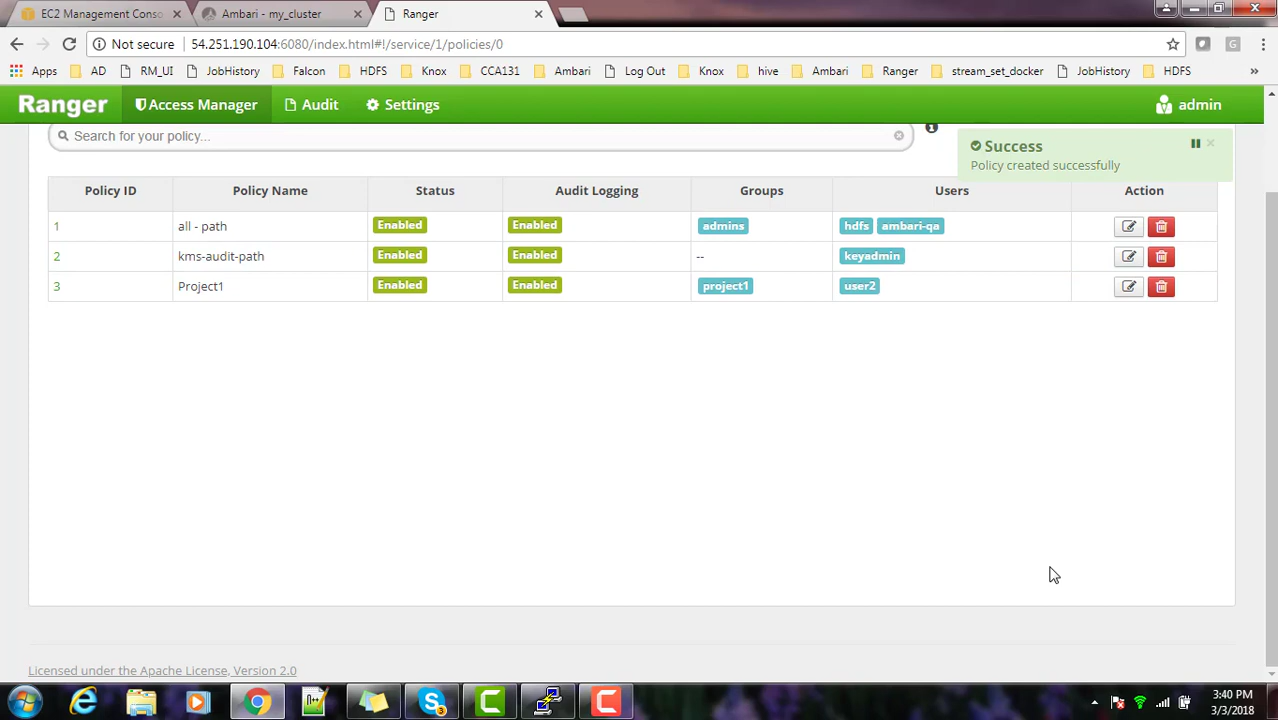 EC2 Management Conso
Ambari - my_cluster
Ranger
Not secure 54.251.190.104:6080/index.html#!/service/1/policies/0
Apps AD RM_UI JobHistory Falcon HDFS Knox CCA131 Ambari Log Out Knox hive Ambari Ranger stream_set_docker JobHistory HDFS »
Ranger Access Manager Audit Settings admin
Search for your policy...
Success
Policy created successfully
Policy ID Policy Name Status Audit Logging Groups Users Action
1 all - path Enabled Enabled admins hdfs ambari-qa
2 kms-audit-path Enabled Enabled -- keyadmin
3 Project1 Enabled Enabled project1 user2
Licensed under the Apache License, Version 2.0
3:40 PM
3/3/2018